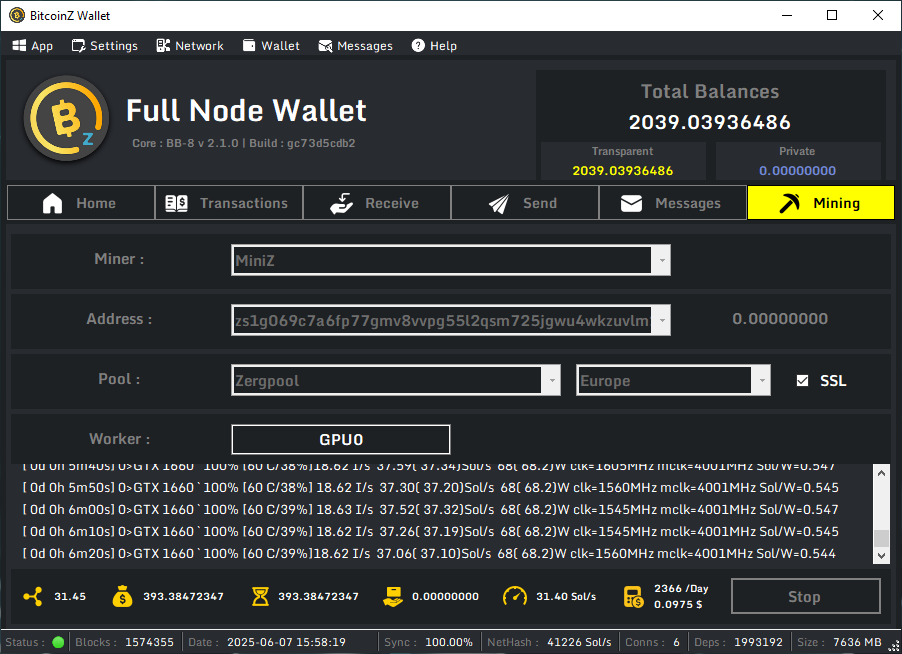 BitcoinZ Wallet
App Settings Network Wallet Messages Help
Full Node Wallet
Core : BB-8 v 2.1.0 | Build : gc73d5cdb2
Total Balances
2039.03936486
Transparent Private
2039.03936486 0.00000000
Home Transactions Receive Send Messages Mining
Miner : MiniZ
Address : zs1g069c7a6fp77gmv8vvpg55l2qsm725jgwu4wkzuvlm 0.00000000
Pool : Zergpool Europe SSL
Worker : GPU0
[ 0d 0h 5m40s] 0>GTX 1660`100% [60 C/38%]18.62 I/s 37.59( 37.34)Sol/s 68( 68.2)W clk=1605MHz mclk=4001MHz Sol/W=0.547
[ 0d 0h 5m50s] 0>GTX 1660`100% [60 C/38%] 18.62 I/s 37.30( 37.20)Sol/s 68( 68.2)W clk=1560MHz mclk=4001MHz Sol/W=0.545
[ 0d 0h 6m00s] 0>GTX 1660`100% [60 C/39%] 18.63 I/s 37.52( 37.32)Sol/s 68( 68.2)W clk=1545MHz mclk=4001MHz Sol/W=0.547
[ 0d 0h 6m10s] 0>GTX 1660`100% [60 C/39%] 18.62 I/s 37.26( 37.19)Sol/s 68( 68.2)W clk=1545MHz mclk=4001MHz Sol/W=0.545
[ 0d 0h 6m20s] 0>GTX 1660`100% [60 C/39%]18.62 I/s 37.06( 37.10)Sol/s 68( 68.2)W clk=1560MHz mclk=4001MHz Sol/W=0.544
31.45 393.38472347 393.38472347 0.00000000 31.40 Sol/s 2366 /Day
0.0975 $
Stop
Status : Blocks : 1574355 Date : 2025-06-07 15:58:19 Sync : 100.00% NetHash : 41226 Sol/s Conns : 6 Deps : 1993192 Size : 7636 MB